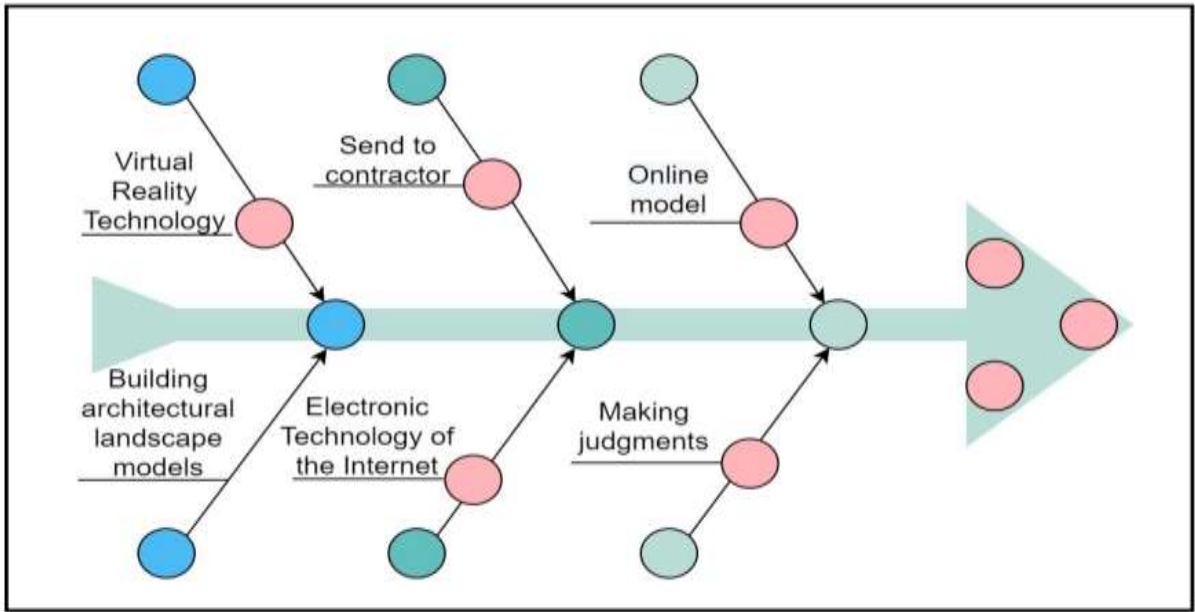 Virtual
Reality
Technology
Send to
contractor
Online
model
Building
architectural
landscape
models
Electronic
Technology of
the Internet
Making
judgments